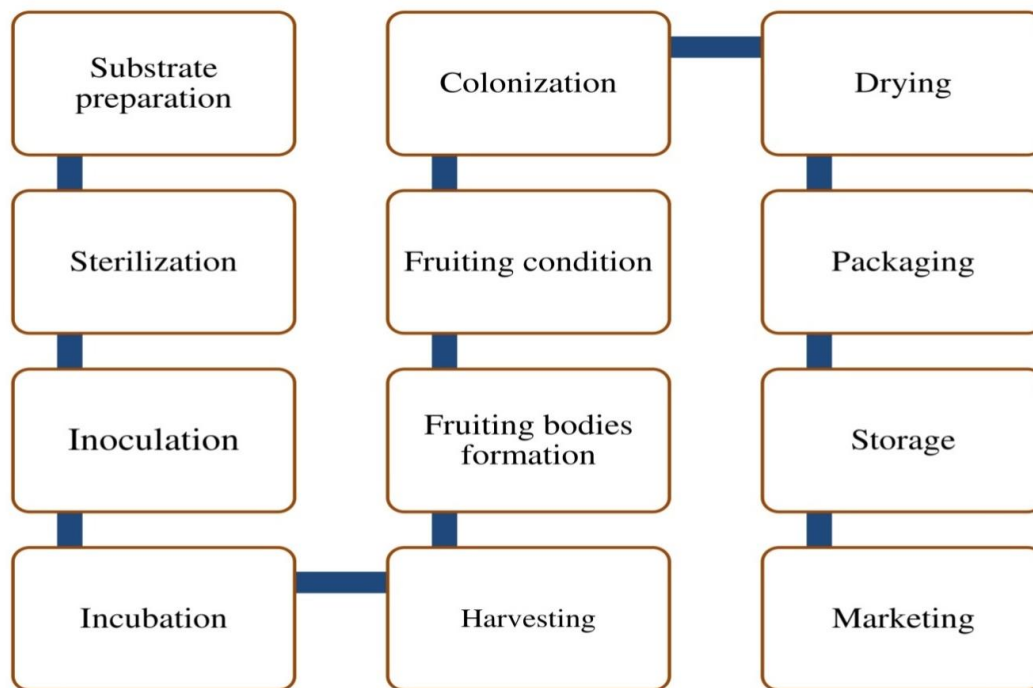 Substrate
preparation
Sterilization
Inoculation
Incubation
Colonization
Fruiting condition
Fruiting bodies
formation
Harvesting
Drying
Packaging
Storage
Marketing